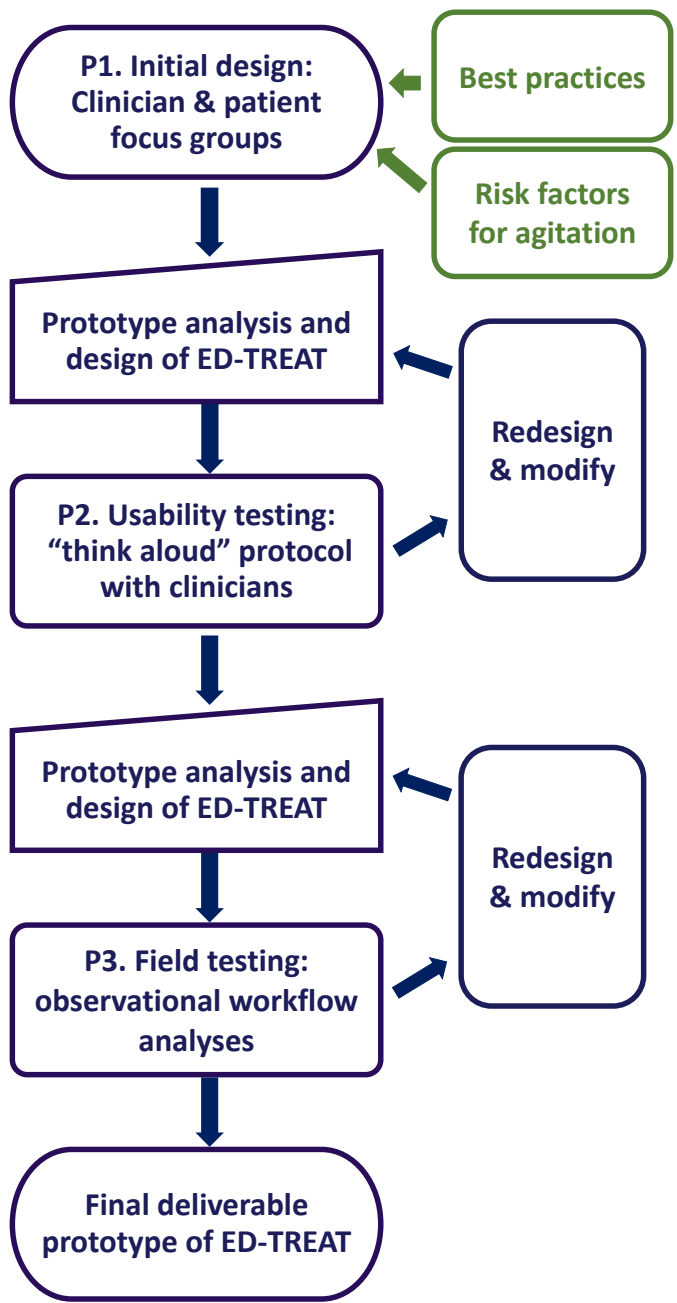 P1. Initial design:
Clinician & patient
focus groups
Best practices
Risk factors
for agitation
Prototype analysis and
design of ED-TREAT
Redesign
& modify
P2. Usability testing:
“think aloud” protocol
with clinicians
Prototype analysis and
design of ED-TREAT
Redesign
& modify
P3. Field testing:
observational workflow
analyses
Final deliverable
prototype of ED-TREAT